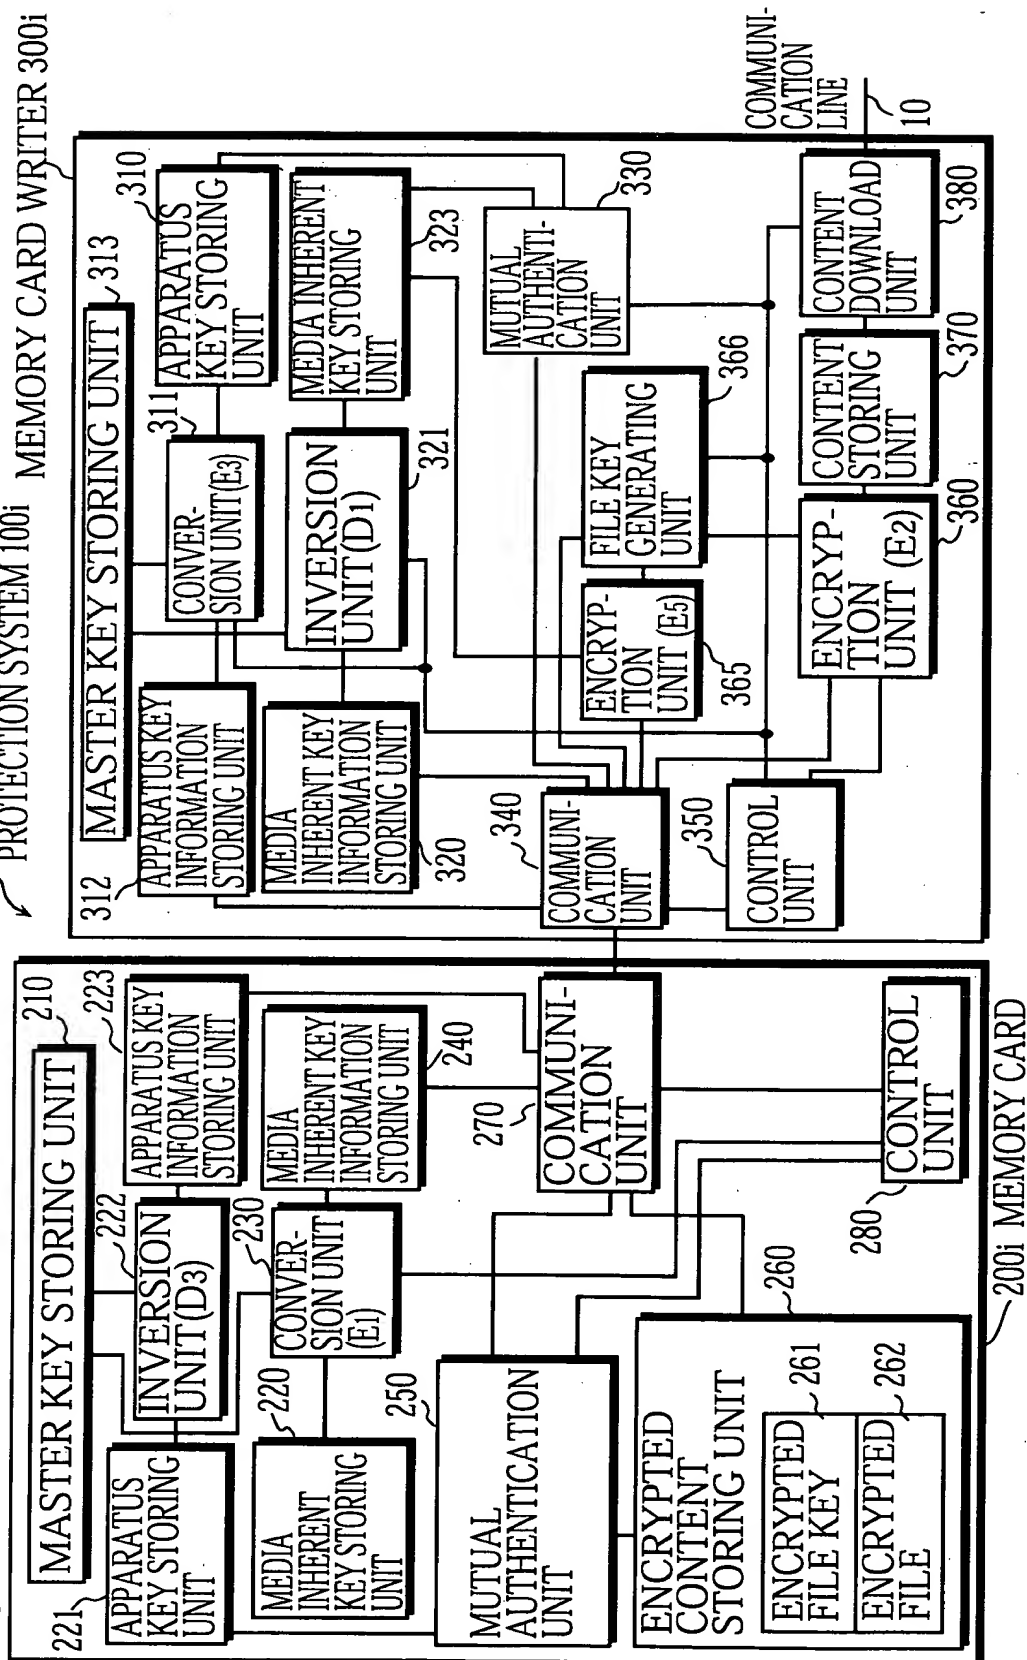 PROTECTION SYSTEM 100i
MEMORY CARD WRITER 300i
210
MASTER KEY STORING UNIT
221
APPARATUS
KEY STORING
UNIT
222
INVERSION
UNIT(D3)
223
APPARATUS KEY
INFORMATION
STORING UNIT
220
MEDIA
INHERENT
KEY STORING
UNIT
230
CONVER-
SION UNIT
(E1)
240
MEDIA
INHERENT KEY
INFORMATION
STORING UNIT
250
MUTUAL
AUTHENTICATION
UNIT
270
COMMUNI-
CATION
UNIT
260
ENCRYPTED
CONTENT
STORING UNIT
261
ENCRYPTED
FILE KEY
262
ENCRYPTED
FILE
280
CONTROL
UNIT
200i MEMORY CARD
313
MASTER KEY STORING UNIT
312
APPARATUS KEY
INFORMATION
STORING UNIT
311
CONVER-
SION UNIT(E3)
310
APPARATUS
KEY STORING
UNIT
320
MEDIA
INHERENT KEY
INFORMATION
STORING UNIT
321
INVERSION
UNIT(D1)
323
MEDIA INHERENT
KEY STORING
UNIT
330
MUTUAL
AUTHENTI-
CATION
UNIT
340
COMMUNI-
CATION
UNIT
365
ENCRYP-
TION
UNIT (E5)
366
FILE KEY
GENERATING
UNIT
350
CONTROL
UNIT
360
ENCRYP-
TION
UNIT (E2)
370
CONTENT
STORING
UNIT
380
CONTENT
DOWNLOAD
UNIT
COMMUNI-
CATION
LINE
10